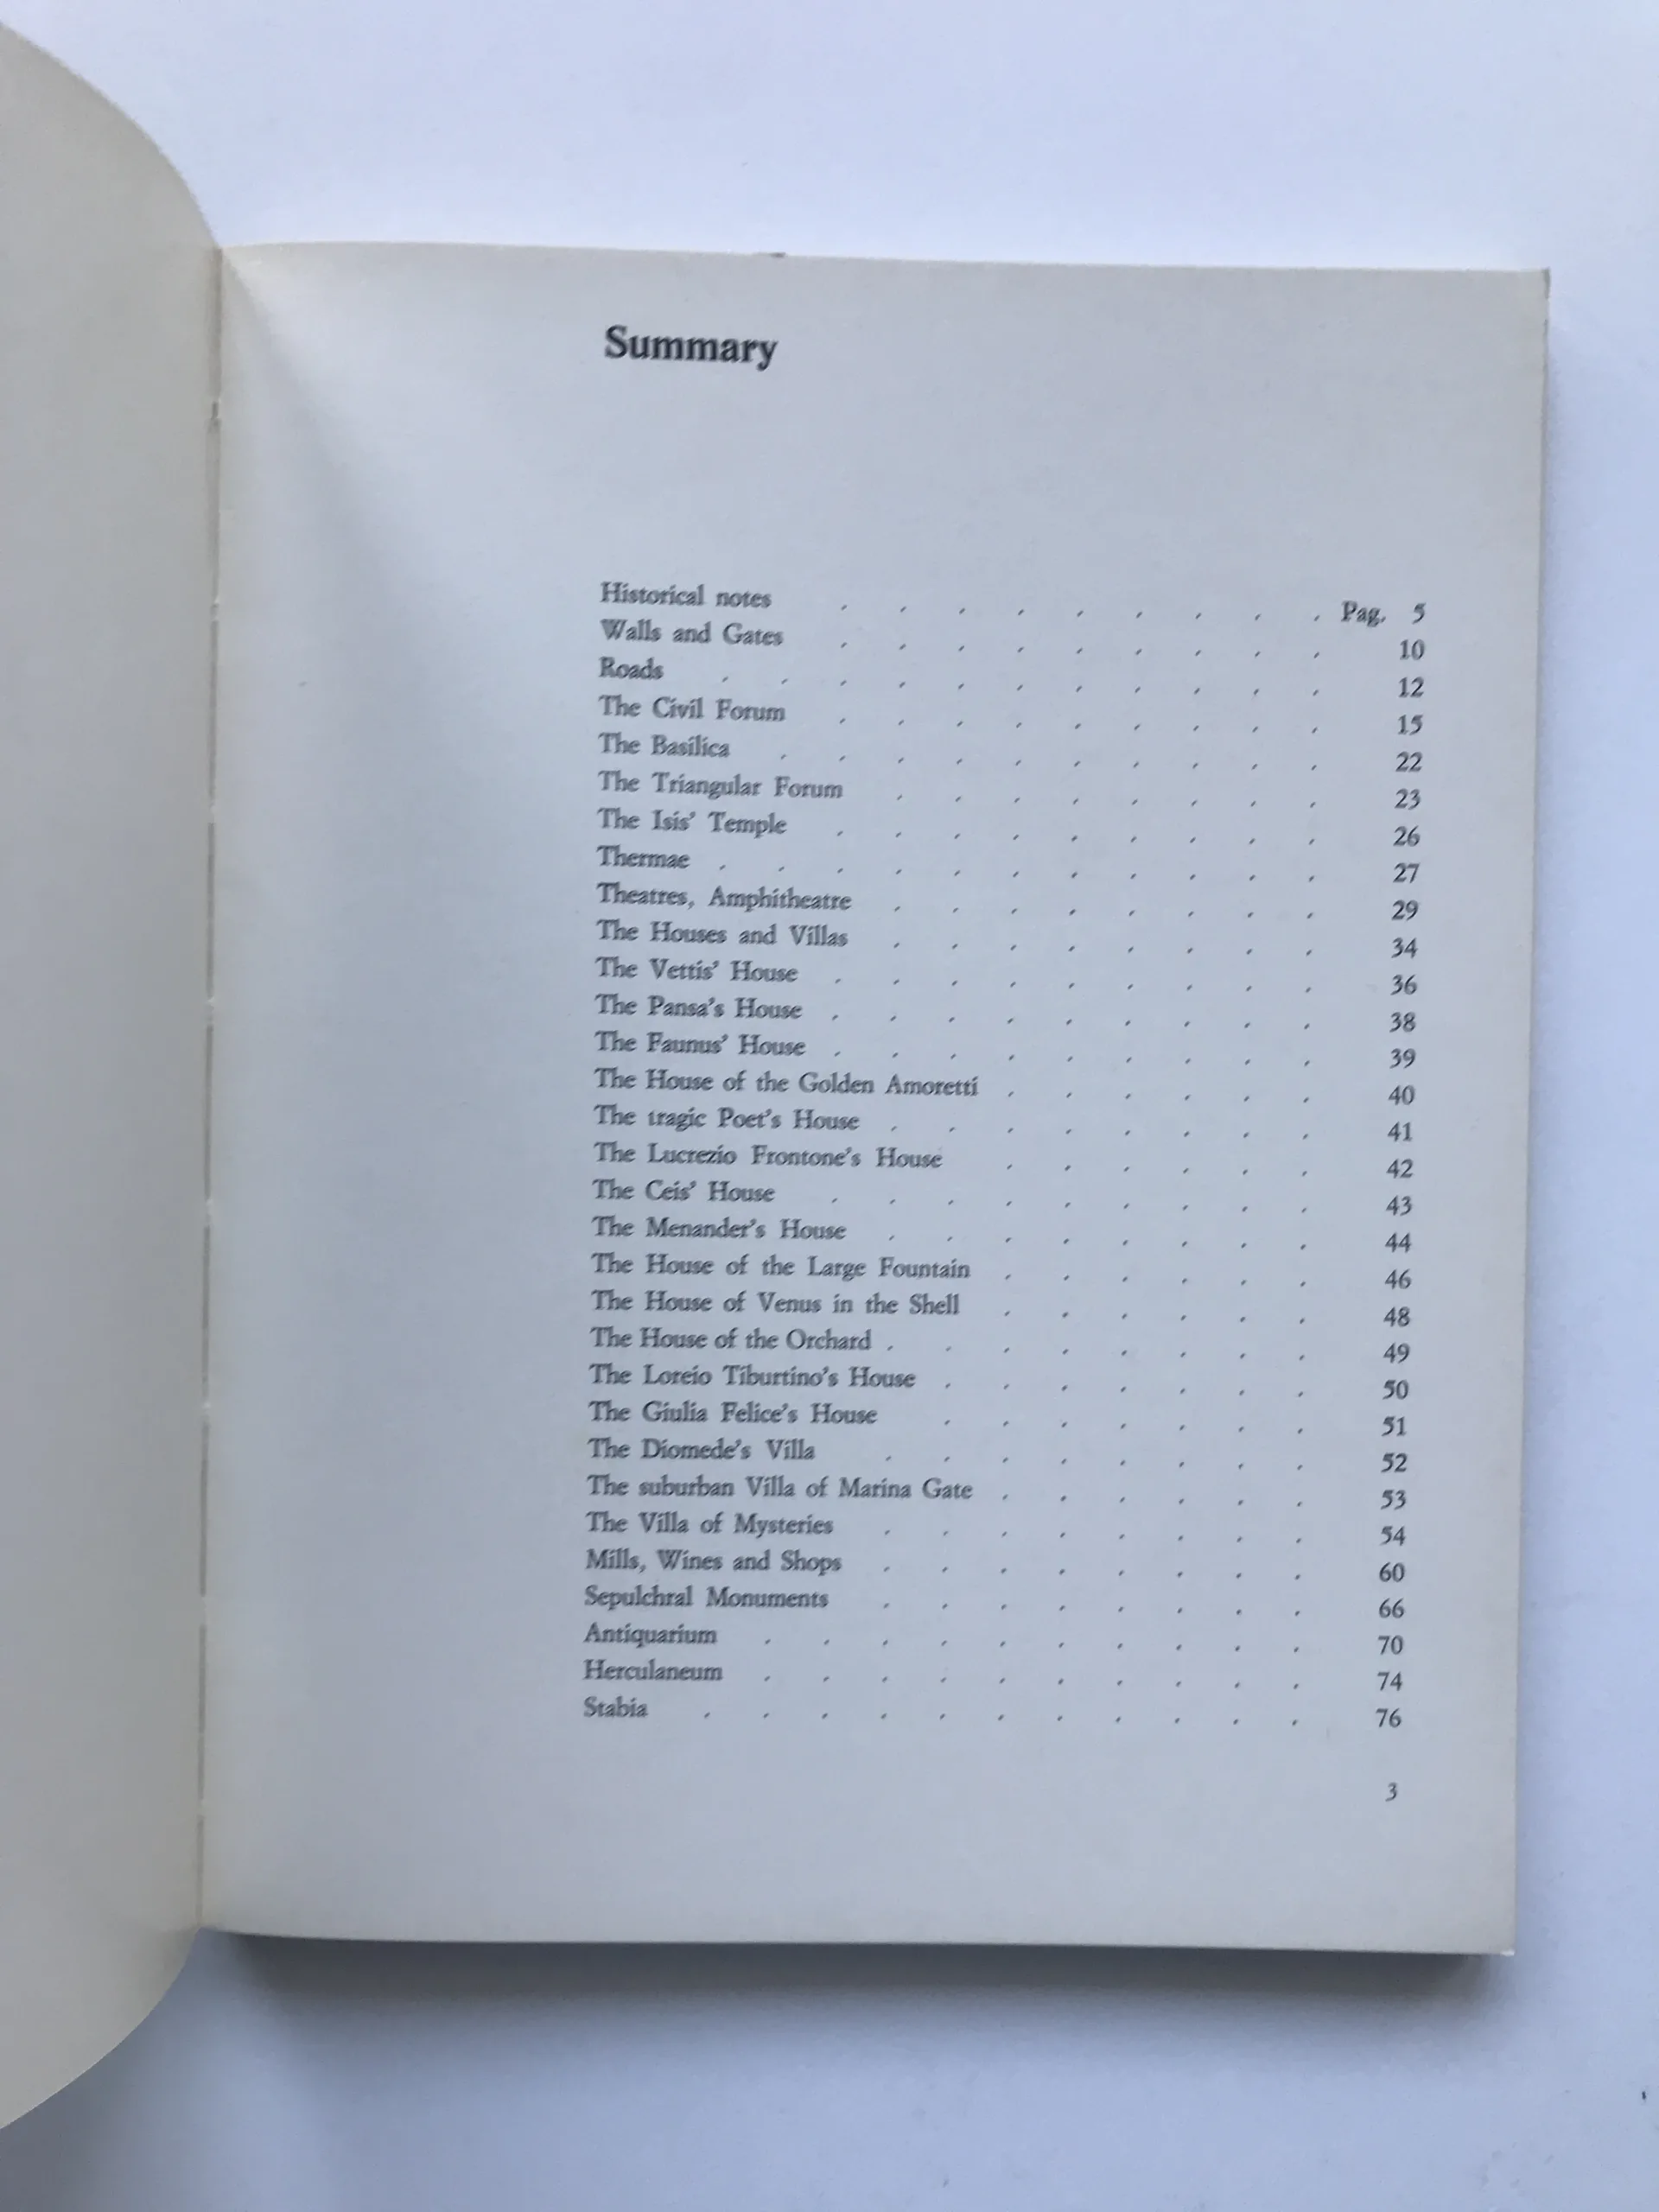 Summary
Historical notes . . . . . . . . . Pag. 5
Walls and Gates . . . . . . . . . 10
Roads . . . . . . . . . . . 12
The Civil Forum . . . . . . . . . 15
The Basilica . . . . . . . . . . 22
The Triangular Forum . . . . . . . . 23
The Isis' Temple . . . . . . . . . 26
Thermae . . . . . . . . . . . 27
Theatres, Amphitheatre . . . . . . . . 29
The Houses and Villas . . . . . . . . 34
The Vettis' House . . . . . . . . . 36
The Pansa's House . . . . . . . . . 38
The Faunus' House . . . . . . . . . 39
The House of the Golden Amoretti . . . . . . 40
The tragic Poet's House . . . . . . . . 41
The Lucrezio Frontone's House . . . . . . 42
The Ceis' House . . . . . . . . . 43
The Menander's House . . . . . . . . 44
The House of the Large Fountain . . . . . . 46
The House of Venus in the Shell . . . . . . 48
The House of the Orchard . . . . . . . . 49
The Loreio Tiburtino's House . . . . . . . 50
The Giulia Felice's House . . . . . . . 51
The Diomede's Villa . . . . . . . . 52
The suburban Villa of Marina Gate . . . . . . 53
The Villa of Mysteries . . . . . . . . 54
Mills, Wines and Shops . . . . . . . . 60
Sepulchral Monuments . . . . . . . . 66
Antiquarium . . . . . . . . . . 70
Herculaneum . . . . . . . . . . 74
Stabia . . . . . . . . . . . 76
3